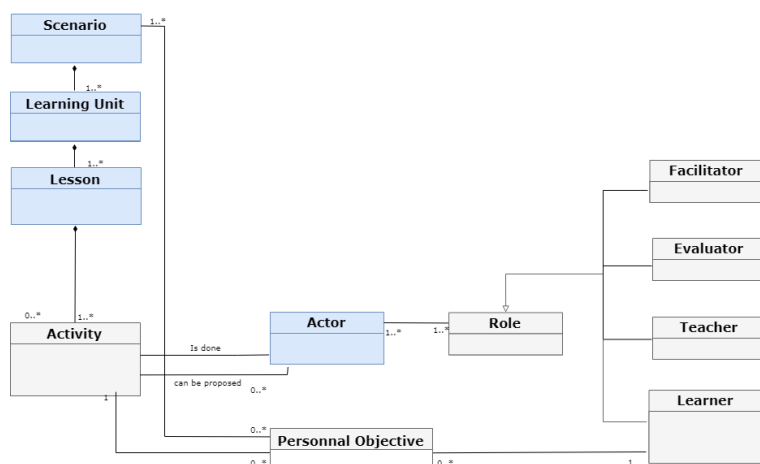 Scenario
1..*
1..*
Learning Unit
1..*
Lesson
Facilitator
Evaluator
0..*
1..*
Activity
Actor
Role
1..*
1..*
Teacher
Is done
can be proposed
0..*
1
Learner
0..*
Personnal Objective
0..*
0..*
1